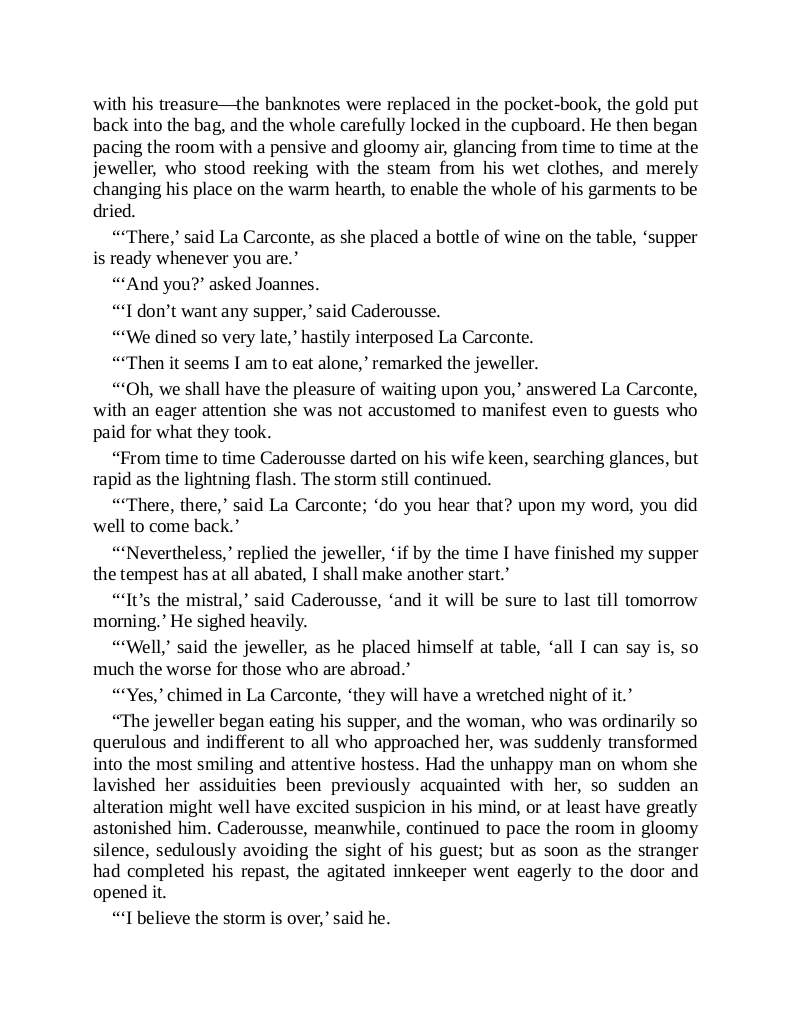 with his treasure—the banknotes were replaced in the pocket-book, the gold put
back into the bag, and the whole carefully locked in the cupboard. He then began
pacing the room with a pensive and gloomy air, glancing from time to time at the
jeweller, who stood reeking with the steam from his wet clothes, and merely
changing his place on the warm hearth, to enable the whole of his garments to be
dried.
“‘There,’ said La Carconte, as she placed a bottle of wine on the table, ‘supper
is ready whenever you are.’
“‘And you?’ asked Joannes.
“‘I don’t want any supper,’ said Caderousse.
“‘We dined so very late,’ hastily interposed La Carconte.
“‘Then it seems I am to eat alone,’ remarked the jeweller.
“‘Oh, we shall have the pleasure of waiting upon you,’ answered La Carconte,
with an eager attention she was not accustomed to manifest even to guests who
paid for what they took.
“From time to time Caderousse darted on his wife keen, searching glances, but
rapid as the lightning flash. The storm still continued.
“‘There, there,’ said La Carconte; ‘do you hear that? upon my word, you did
well to come back.’
“‘Nevertheless,’ replied the jeweller, ‘if by the time I have finished my supper
the tempest has at all abated, I shall make another start.’
“‘It’s the mistral,’ said Caderousse, ‘and it will be sure to last till tomorrow
morning.’ He sighed heavily.
“‘Well,’ said the jeweller, as he placed himself at table, ‘all I can say is, so
much the worse for those who are abroad.’
“‘Yes,’ chimed in La Carconte, ‘they will have a wretched night of it.’
“The jeweller began eating his supper, and the woman, who was ordinarily so
querulous and indifferent to all who approached her, was suddenly transformed
into the most smiling and attentive hostess. Had the unhappy man on whom she
lavished her assiduities been previously acquainted with her, so sudden an
alteration might well have excited suspicion in his mind, or at least have greatly
astonished him. Caderousse, meanwhile, continued to pace the room in gloomy
silence, sedulously avoiding the sight of his guest; but as soon as the stranger
had completed his repast, the agitated innkeeper went eagerly to the door and
opened it.
“‘I believe the storm is over,’ said he.